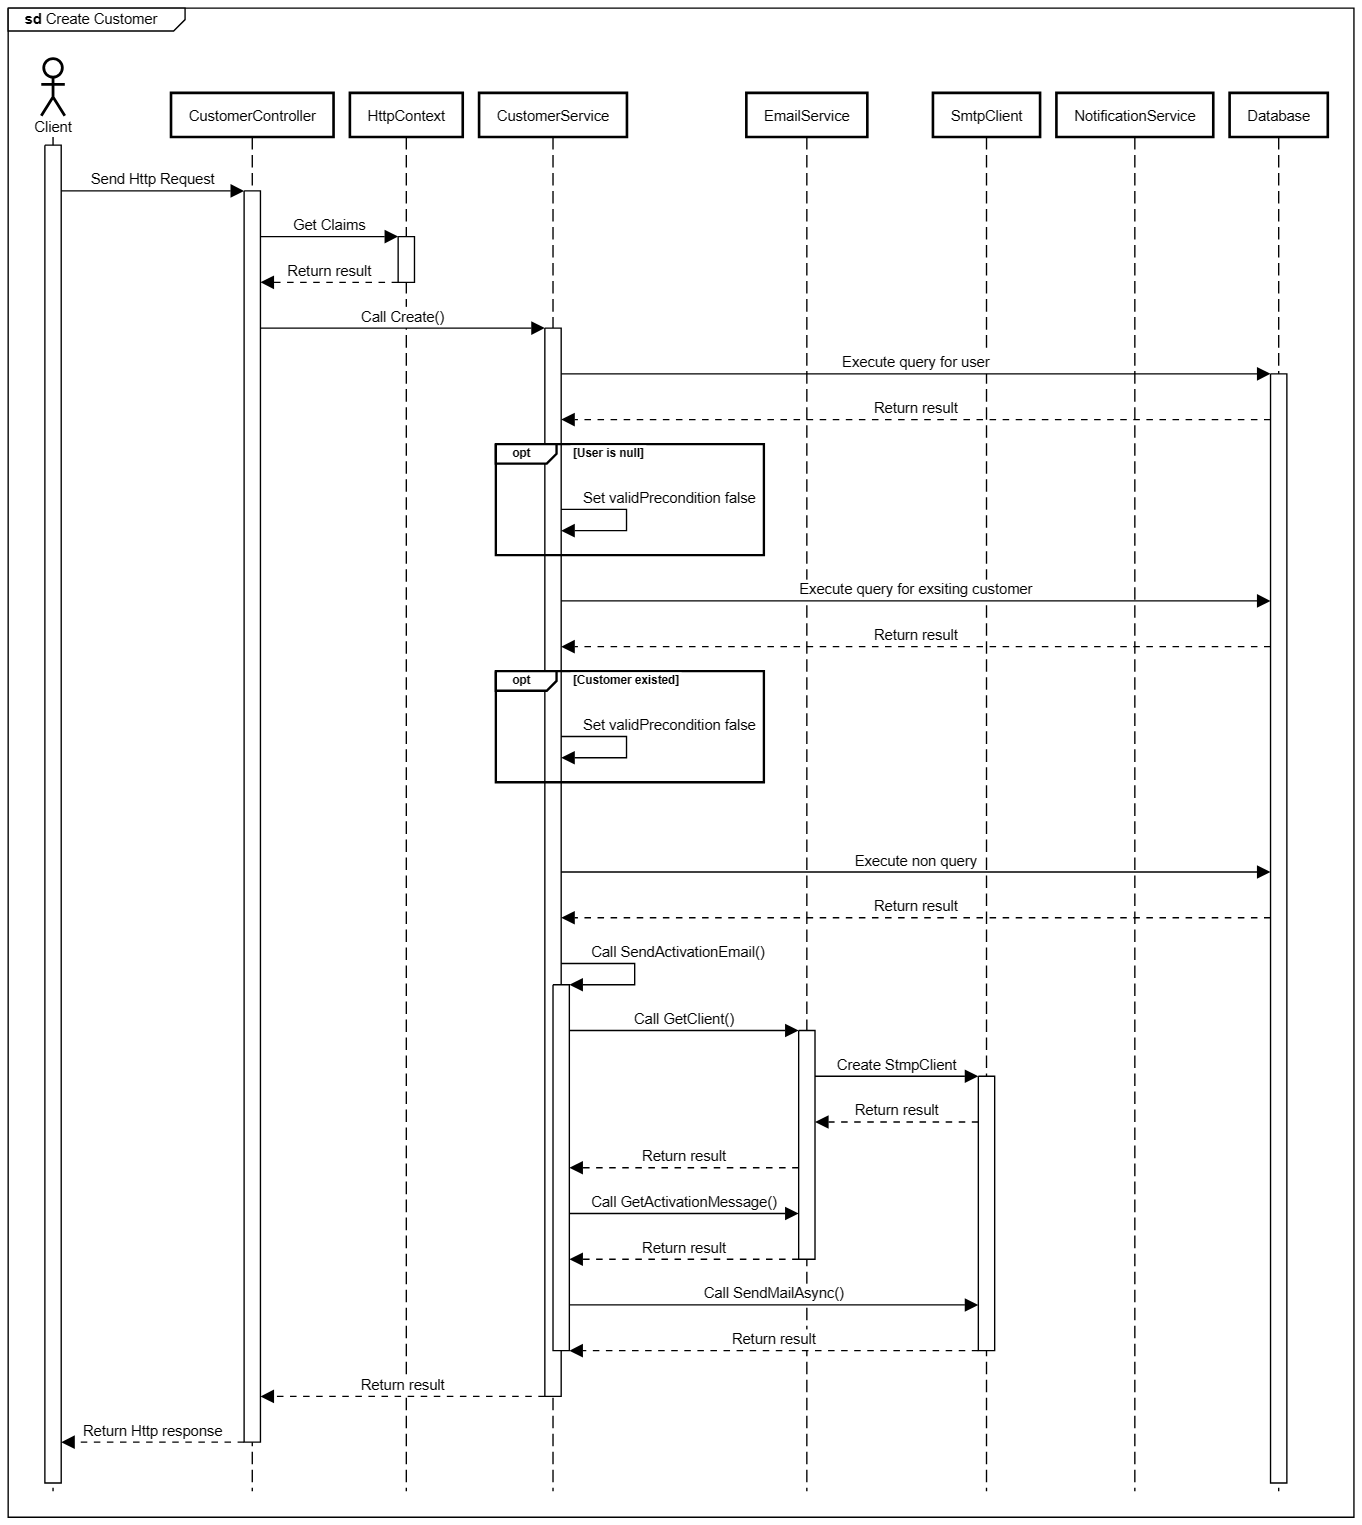 sd Create Customer
Client
CustomerController
HttpContext
CustomerService
EmailService
SmtpClient
NotificationService
Database
Send Http Request
Get Claims
Return result
Call Create()
Execute query for user
Return result
opt
[User is null]
Set validPrecondition false
Execute query for exsiting customer
Return result
opt
[Customer existed]
Set validPrecondition false
Execute non query
Return result
Call SendActivationEmail()
Call GetClient()
Create StmpClient
Return result
Return result
Call GetActivationMessage()
Return result
Call SendMailAsync()
Return result
Return result
Return Http response